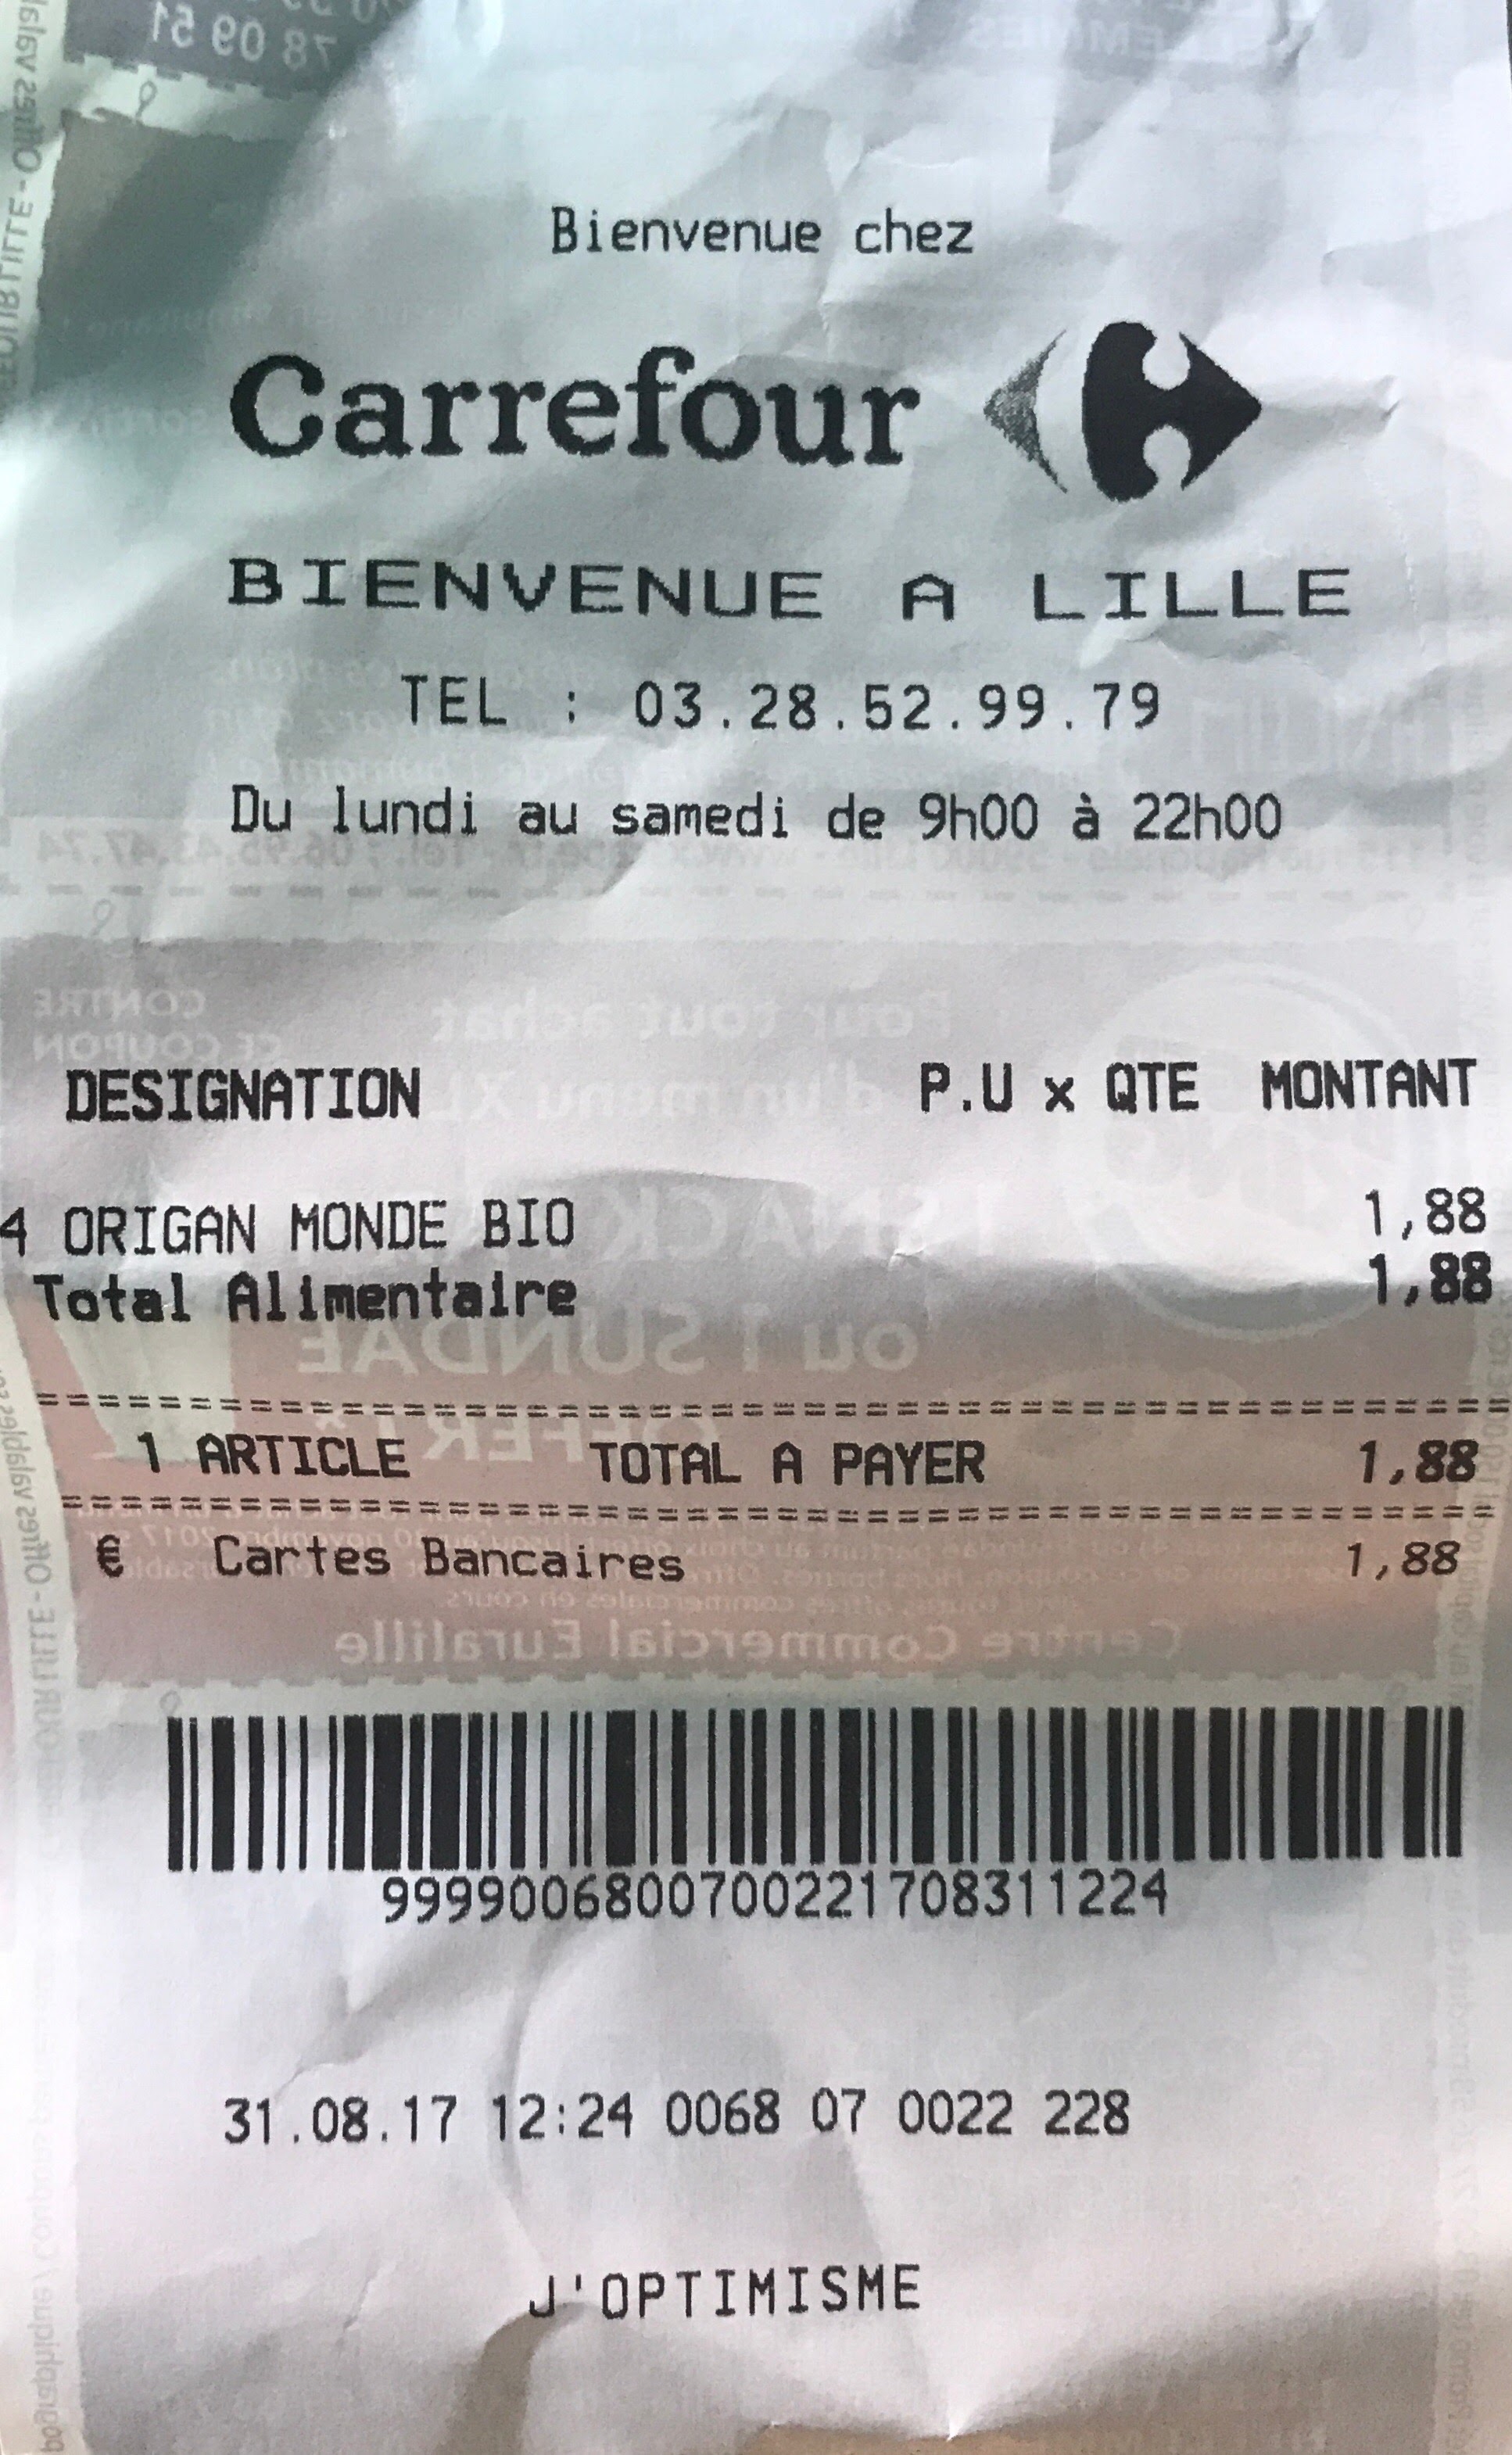 Bienvenue chez
Carrefour
BIENVENUE A LILLE
TEL : 03.28.52.99.79
Du lundi au samedi de 9h00 à 22h00
DESIGNATION P.U x QTE MONTANT
4 ORIGAN MONDE BIO 1,88
Total Alimentaire 1,88
1 ARTICLE TOTAL A PAYER 1,88
€ Cartes Bancaires 1,88
9999006800700221708311224
31.08.17 12:24 0068 07 0022 228
J'OPTIMISME